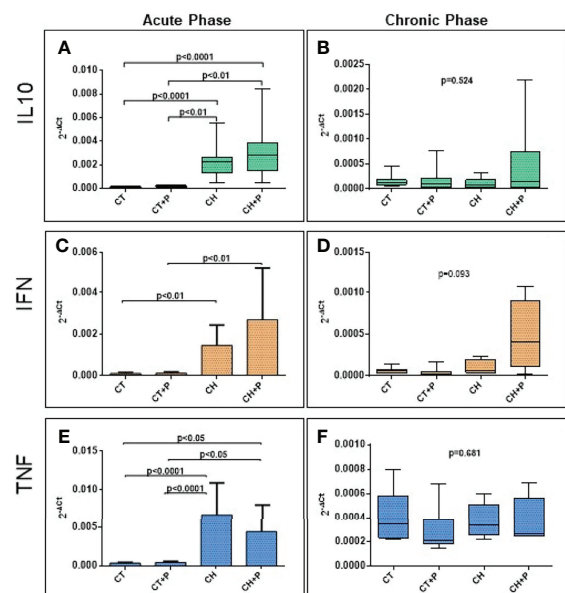 Acute Phase
Chronic Phase
IL10
A
p<0.0001
p<0.01
p<0.0001
p<0.01
2-ΔCt
0.010
0.008
0.006
0.004
0.002
0.000
CT
CT+P
CH
CH+P
B
p=0.524
2-ΔCt
0.0025
0.0020
0.0015
0.0010
0.0005
0.0000
CT
CT+P
CH
CH+P
IFN
C
p<0.01
p<0.01
2-ΔCt
0.006
0.004
0.002
0.000
CT
CT+P
CH
CH+P
D
p=0.093
2-ΔCt
0.0015
0.0010
0.0005
0.0000
CT
CT+P
CH
CH+P
TNF
E
p<0.05
p<0.05
p<0.0001
p<0.0001
2-ΔCt
0.015
0.010
0.005
0.000
CT
CT+P
CH
CH+P
F
p=0.681
2-ΔCt
0.0010
0.0008
0.0006
0.0004
0.0002
0.0000
CT
CT+P
CH
CH+P